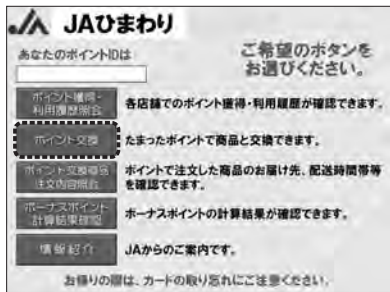 JAひまわり
あなたのポイントIDは
ご希望のボタンを
お選びください。
ポイント獲得・
利用履歴照会
各店舗でのポイント獲得・利用履歴が確認できます。
ポイント交換
たまったポイントで商品と交換できます。
ポイント交換商品
注文内容照会
ポイントで注文した商品のお届け先、配送時間帯等
を確認できます。
ボーナスポイント
計算結果確認
ボーナスポイントの計算結果が確認できます。
情報紹介
JAからのご案内です。
お帰りの際は、カードの取り忘れにご注意ください。